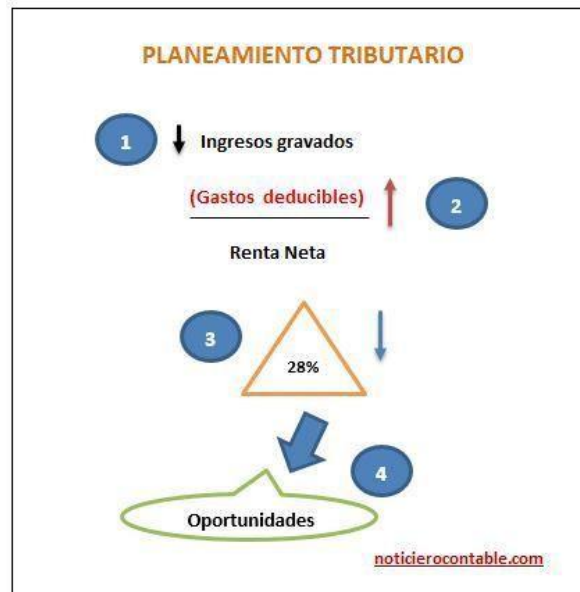 PLANEAMIENTO TRIBUTARIO
1
Ingresos gravados
(Gastos deducibles)
2
Renta Neta
3
28%
4
Oportunidades
noticierocontable.com